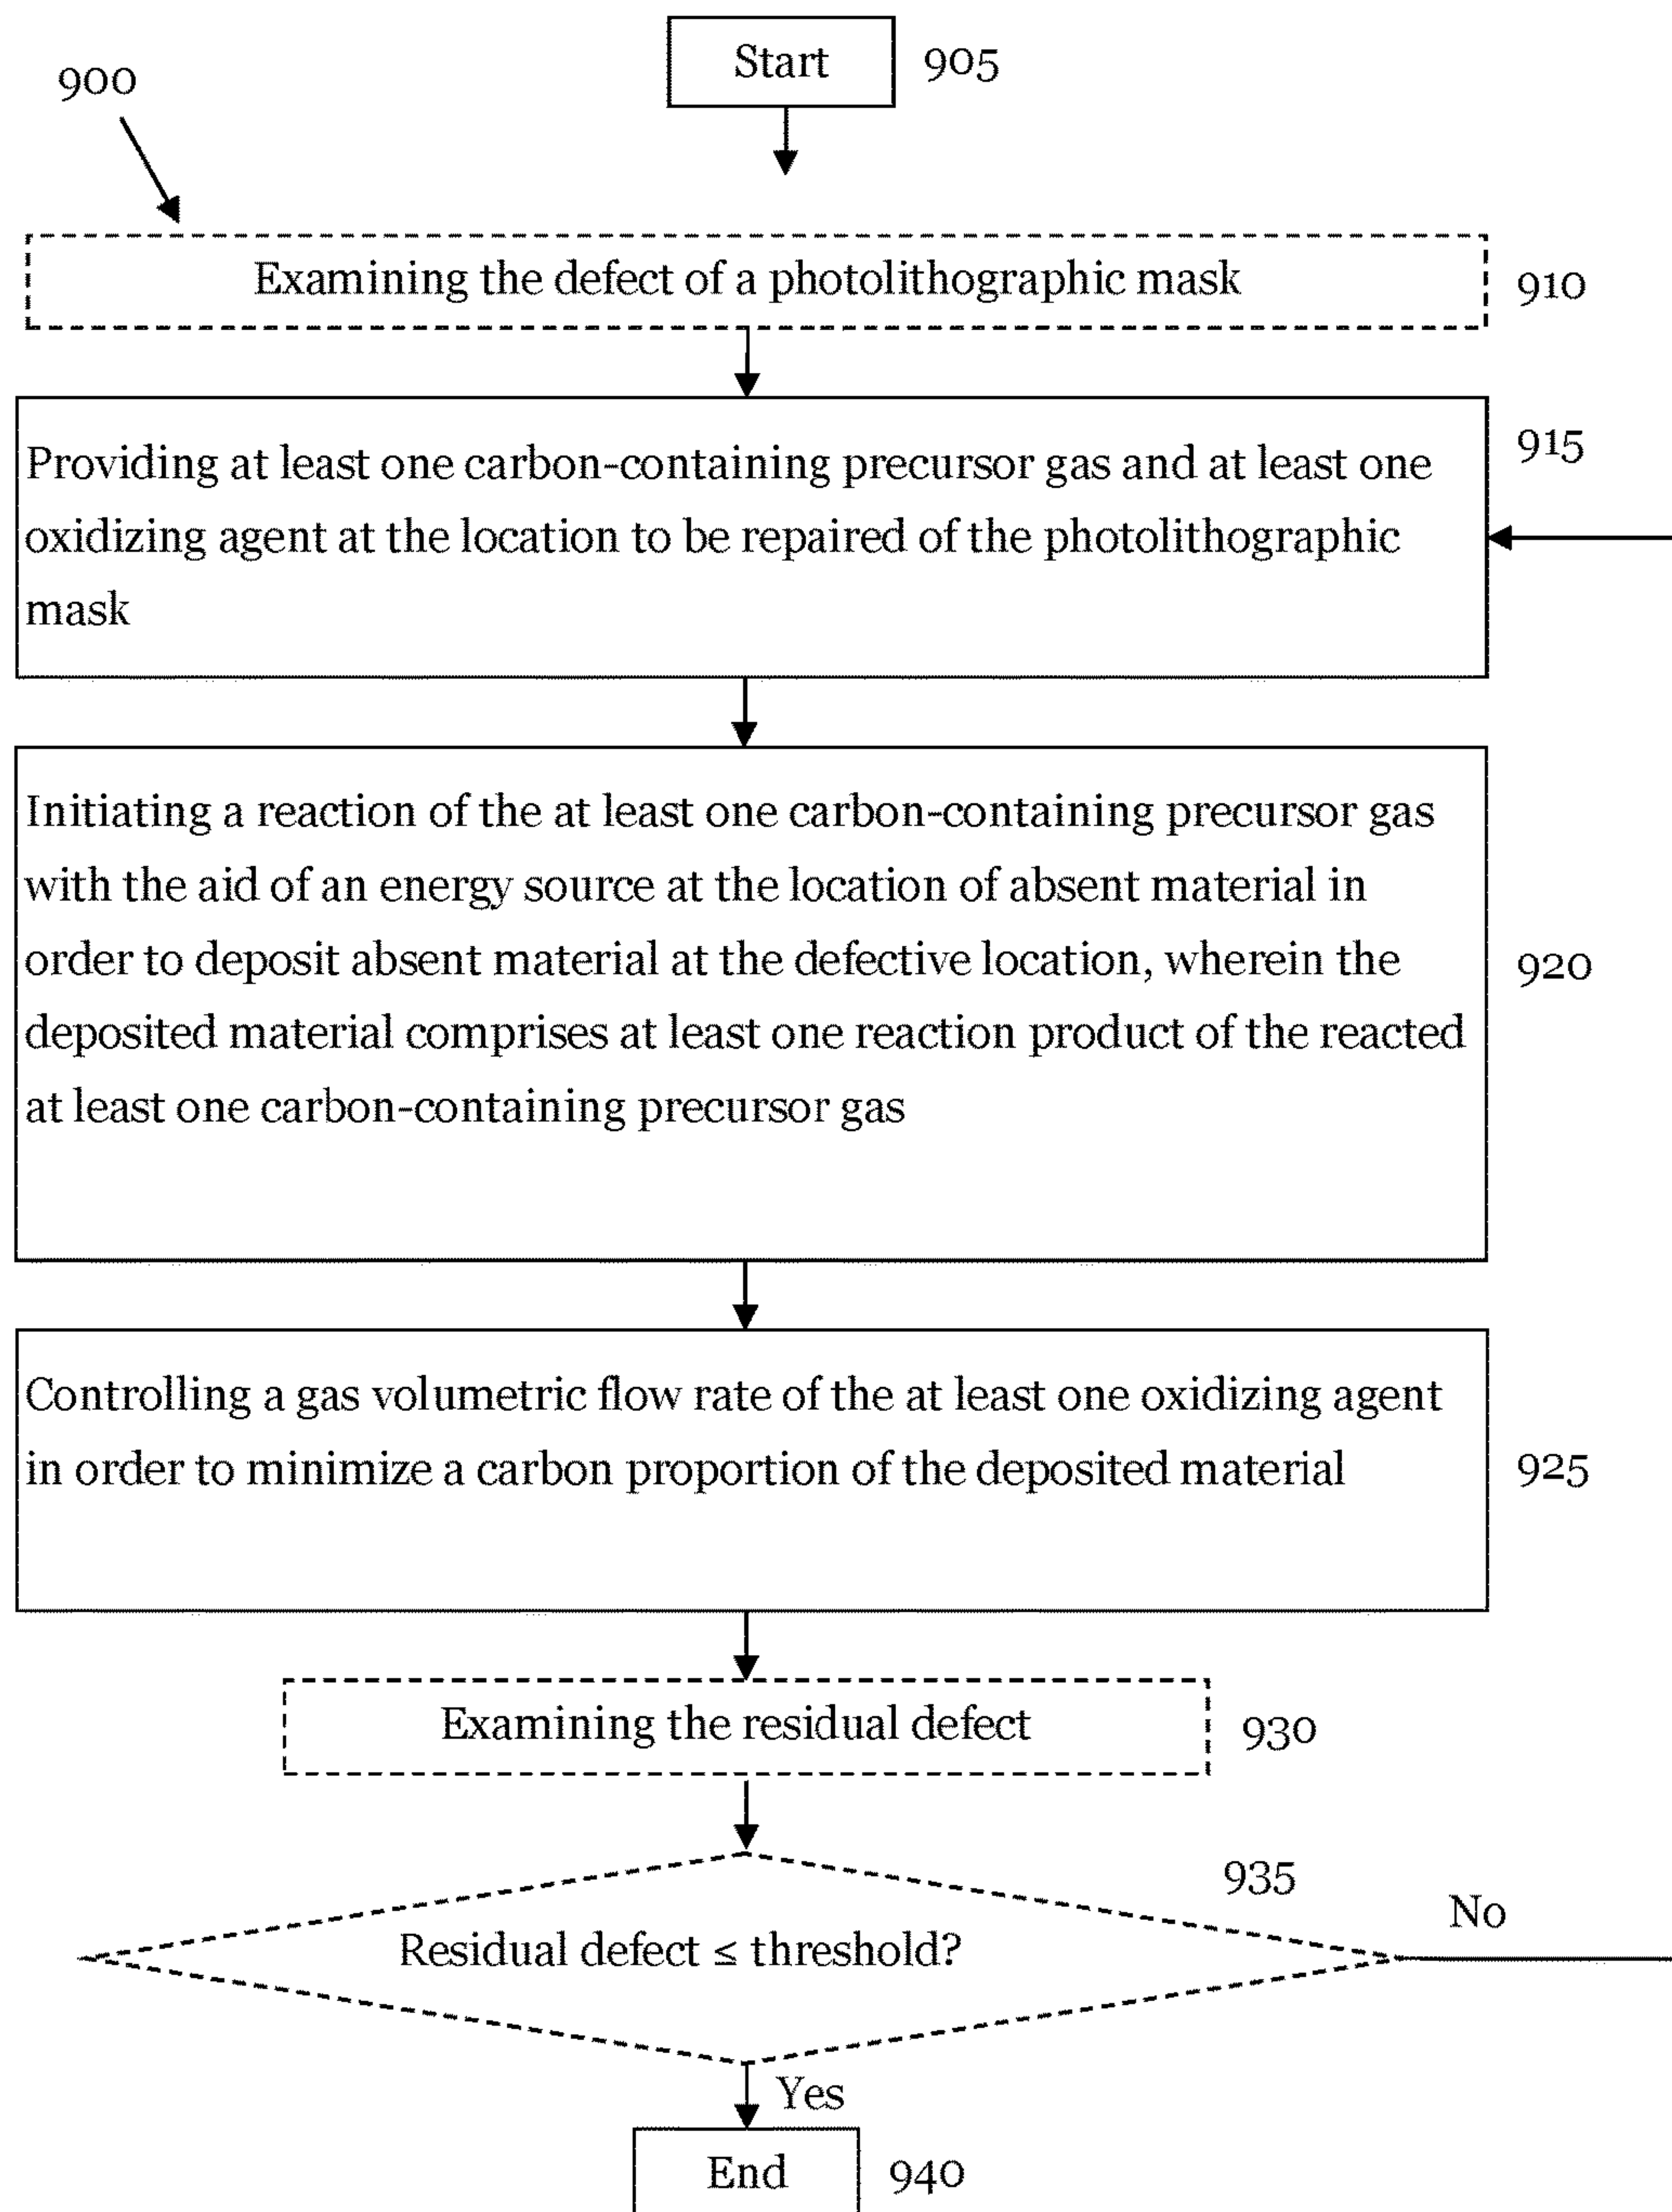 Start 905
900
Examining the defect of a photolithographic mask 910
915
Providing at least one carbon-containing precursor gas and at least one
oxidizing agent at the location to be repaired of the photolithographic
mask
Initiating a reaction of the at least one carbon-containing precursor gas
with the aid of an energy source at the location of absent material in
order to deposit absent material at the defective location, wherein the
deposited material comprises at least one reaction product of the reacted
at least one carbon-containing precursor gas
920
Controlling a gas volumetric flow rate of the at least one oxidizing agent
in order to minimize a carbon proportion of the deposited material
925
Examining the residual defect 930
935
No
Residual defect ≤ threshold?
Yes
End 940